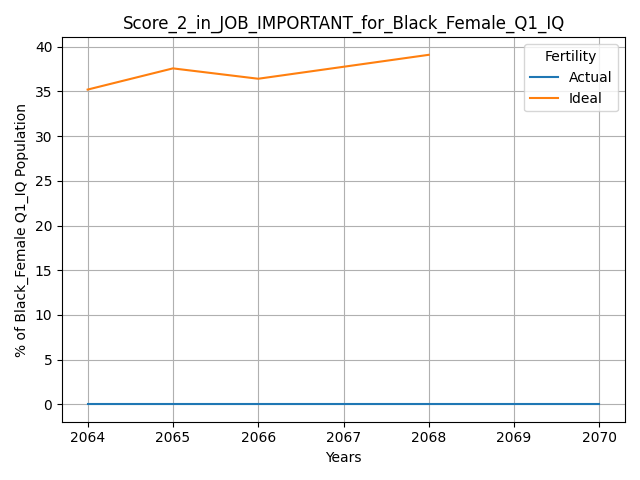 Score_2_in_JOB_IMPORTANT_for_Black_Female_Q1_IQ
% of Black_Female Q1_IQ Population
40
35
30
25
20
15
10
5
0
Fertility
Actual
Ideal
2064 2065 2066 2067 2068 2069 2070
Years